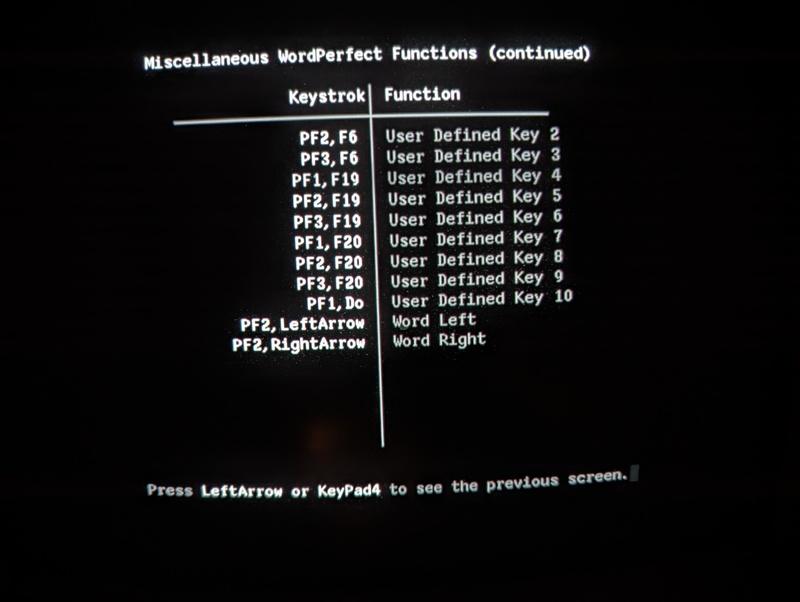 Miscellaneous WordPerfect Functions (continued)
Keystrok Function
PF2,F6 User Defined Key 2
PF3,F6 User Defined Key 3
PF1,F19 User Defined Key 4
PF2,F19 User Defined Key 5
PF3,F19 User Defined Key 6
PF1,F20 User Defined Key 7
PF2,F20 User Defined Key 8
PF3,F20 User Defined Key 9
PF1,Do User Defined Key 10
PF2,LeftArrow Word Left
PF2,RightArrow Word Right
Press LeftArrow or KeyPad4 to see the previous screen.